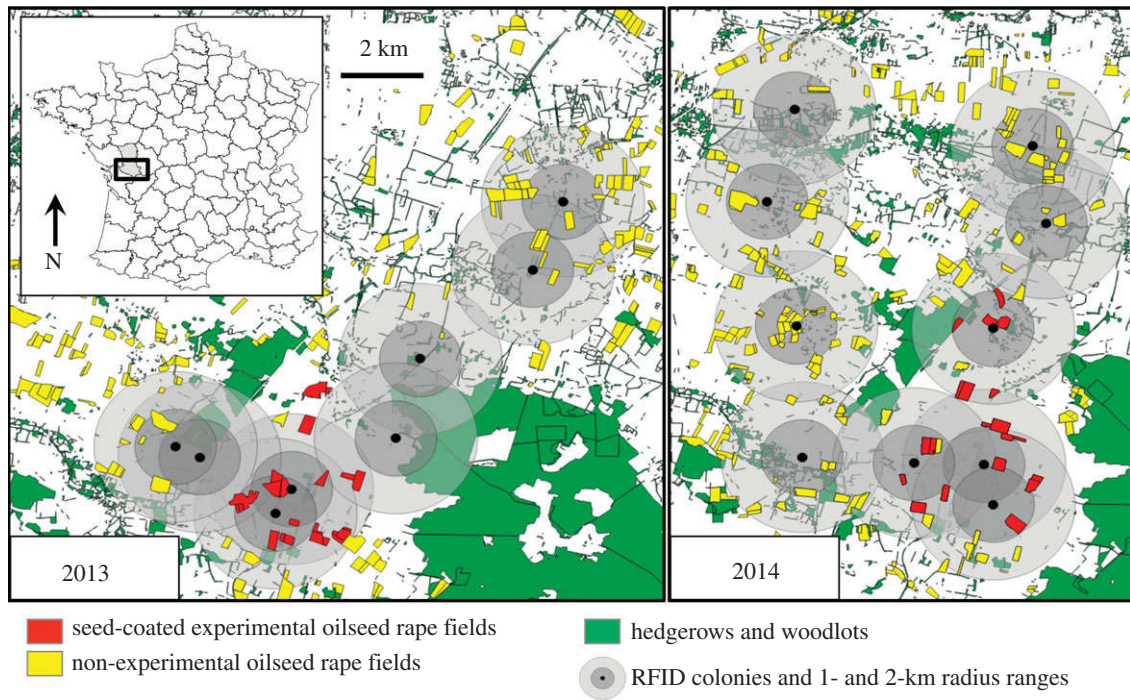 2 km
N
2013
2014
seed-coated experimental oilseed rape fields
non-experimental oilseed rape fields
hedgerows and woodlots
RFID colonies and 1- and 2-km radius ranges